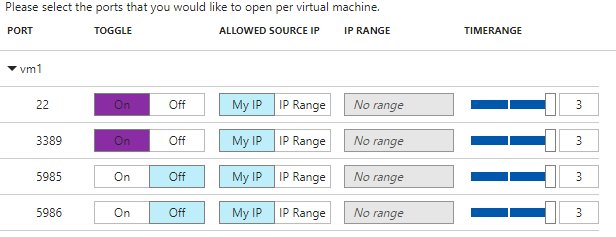 Please select the ports that you would like to open per virtual machine.
PORT TOGGLE ALLOWED SOURCE IP IP RANGE TIMERANGE
vm1
22 On Off My IP IP Range No range 3
3389 On Off My IP IP Range No range 3
5985 On Off My IP IP Range No range 3
5986 On Off My IP IP Range No range 3